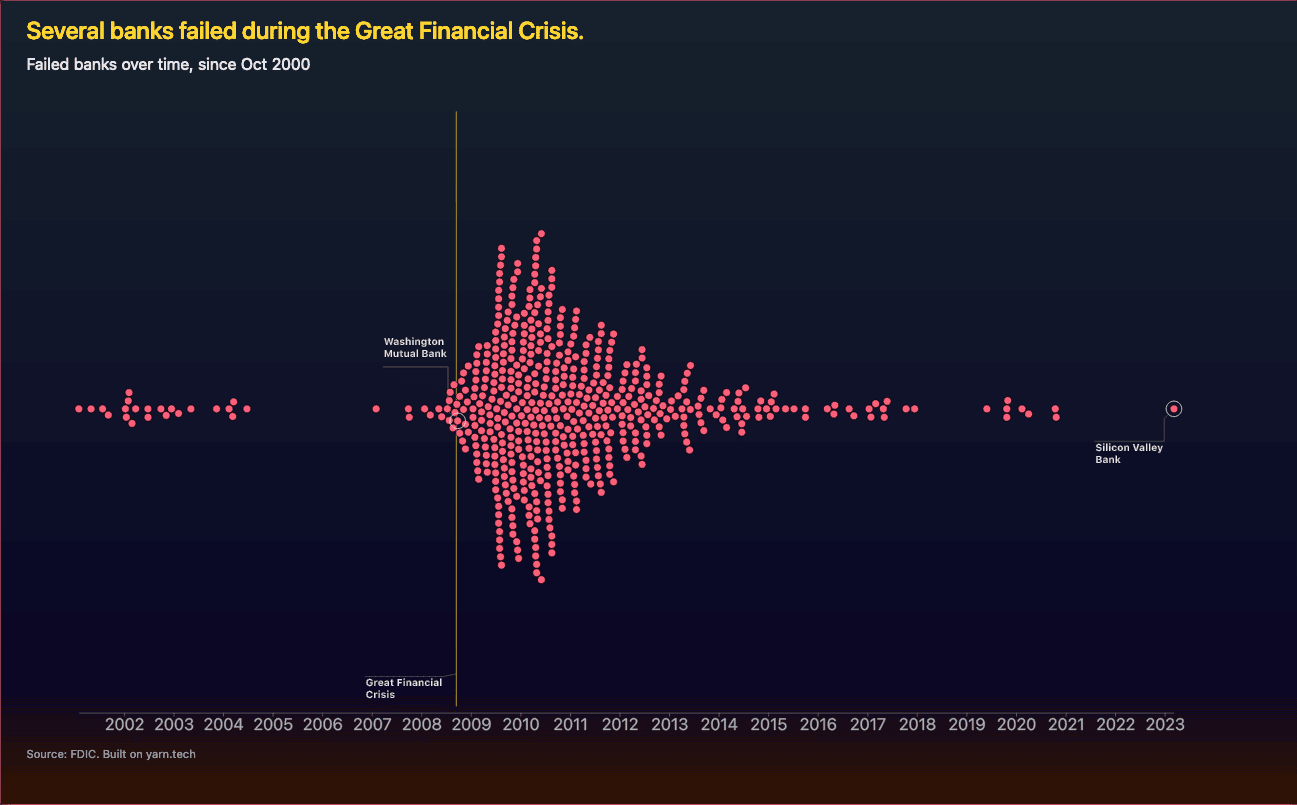 Several banks failed during the Great Financial Crisis.
Failed banks over time, since Oct 2000
Washington
Mutual Bank
Silicon Valley
Bank
Great Financial
Crisis
2002 2003 2004 2005 2006 2007 2008 2009 2010 2011 2012 2013 2014 2015 2016 2017 2018 2019 2020 2021 2022 2023
Source: FDIC. Built on yarn.tech